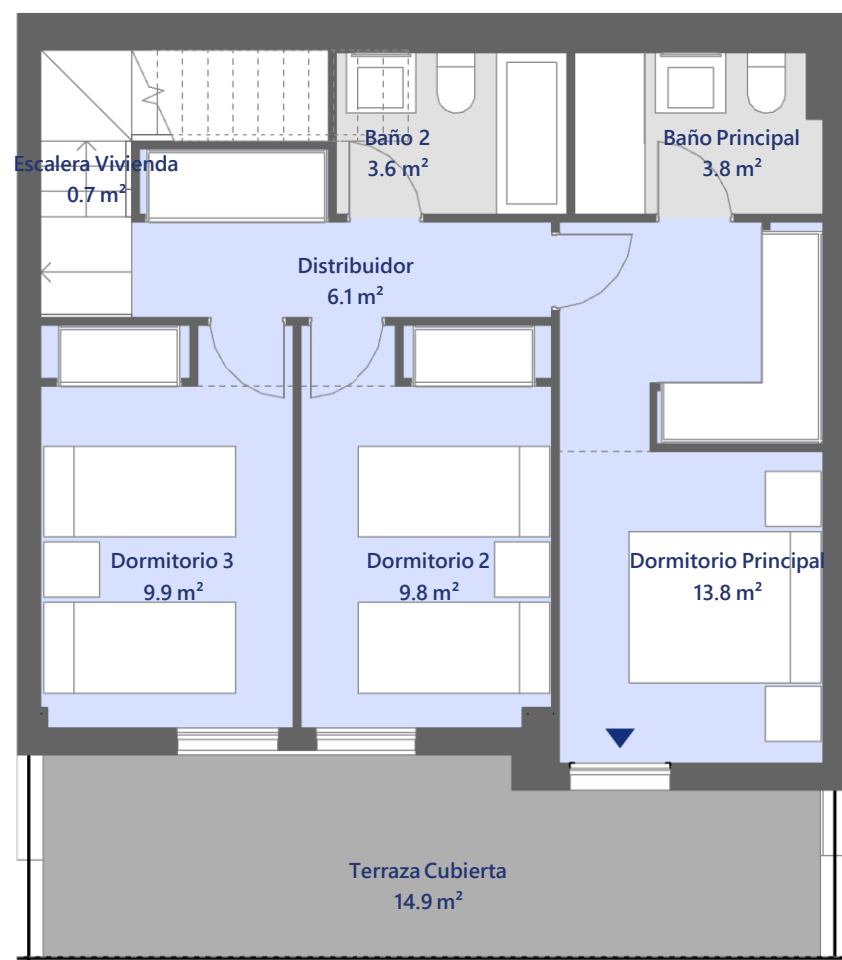 Baño 2
3.6 m²
Baño Principal
3.8 m²
Escalera Vivienda
0.7 m²
Distribuidor
6.1 m²
Dormitorio 3
9.9 m²
Dormitorio 2
9.8 m²
Dormitorio Principal
13.8 m²
Terraza Cubierta
14.9 m²